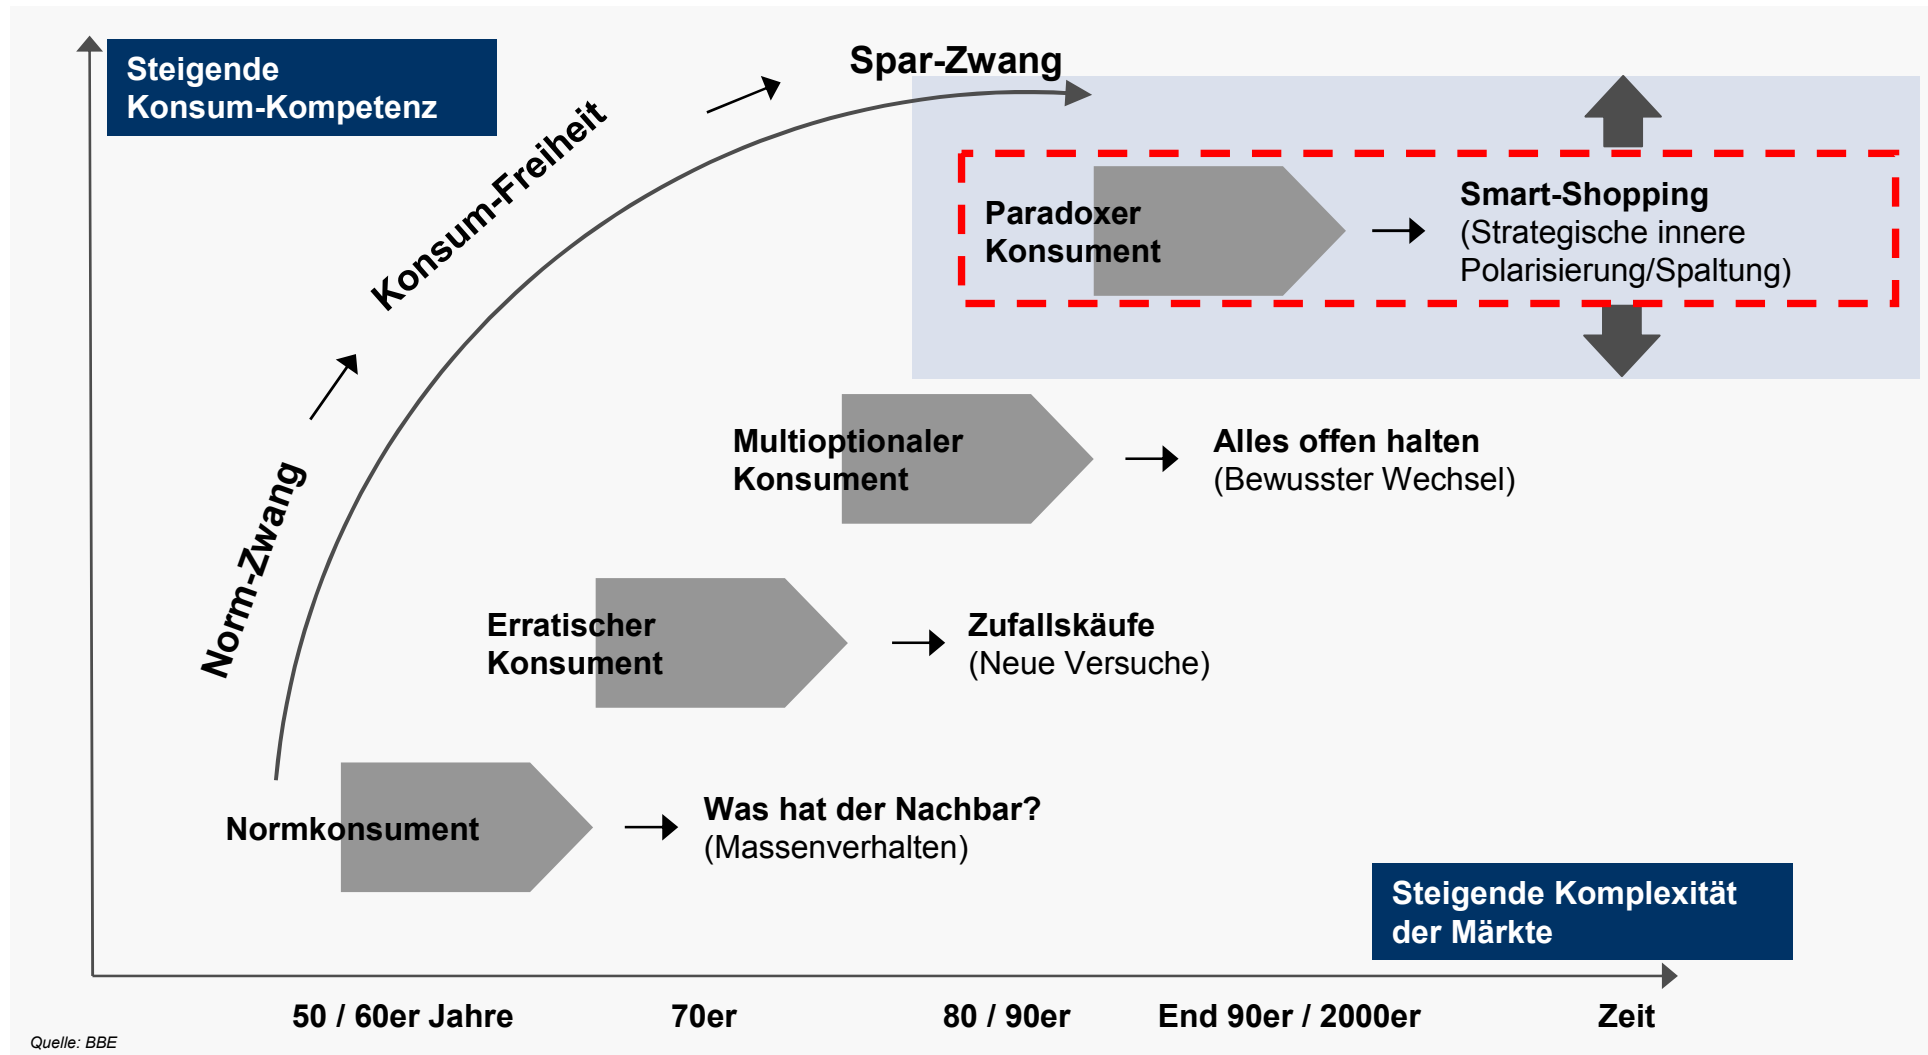 Steigende
Konsum-Kompetenz
Spar-Zwang
Konsum-Freiheit
Norm-Zwang
Paradoxer
Konsument
Smart-Shopping
(Strategische innere
Polarisierung/Spaltung)
Multioptionaler
Konsument
Alles offen halten
(Bewusster Wechsel)
Erratischer
Konsument
Zufallskäufe
(Neue Versuche)
Normkonsument
Was hat der Nachbar?
(Massenverhalten)
Steigende Komplexität
der Märkte
50 / 60er Jahre
70er
80 / 90er
End 90er / 2000er
Zeit
Quelle: BBE